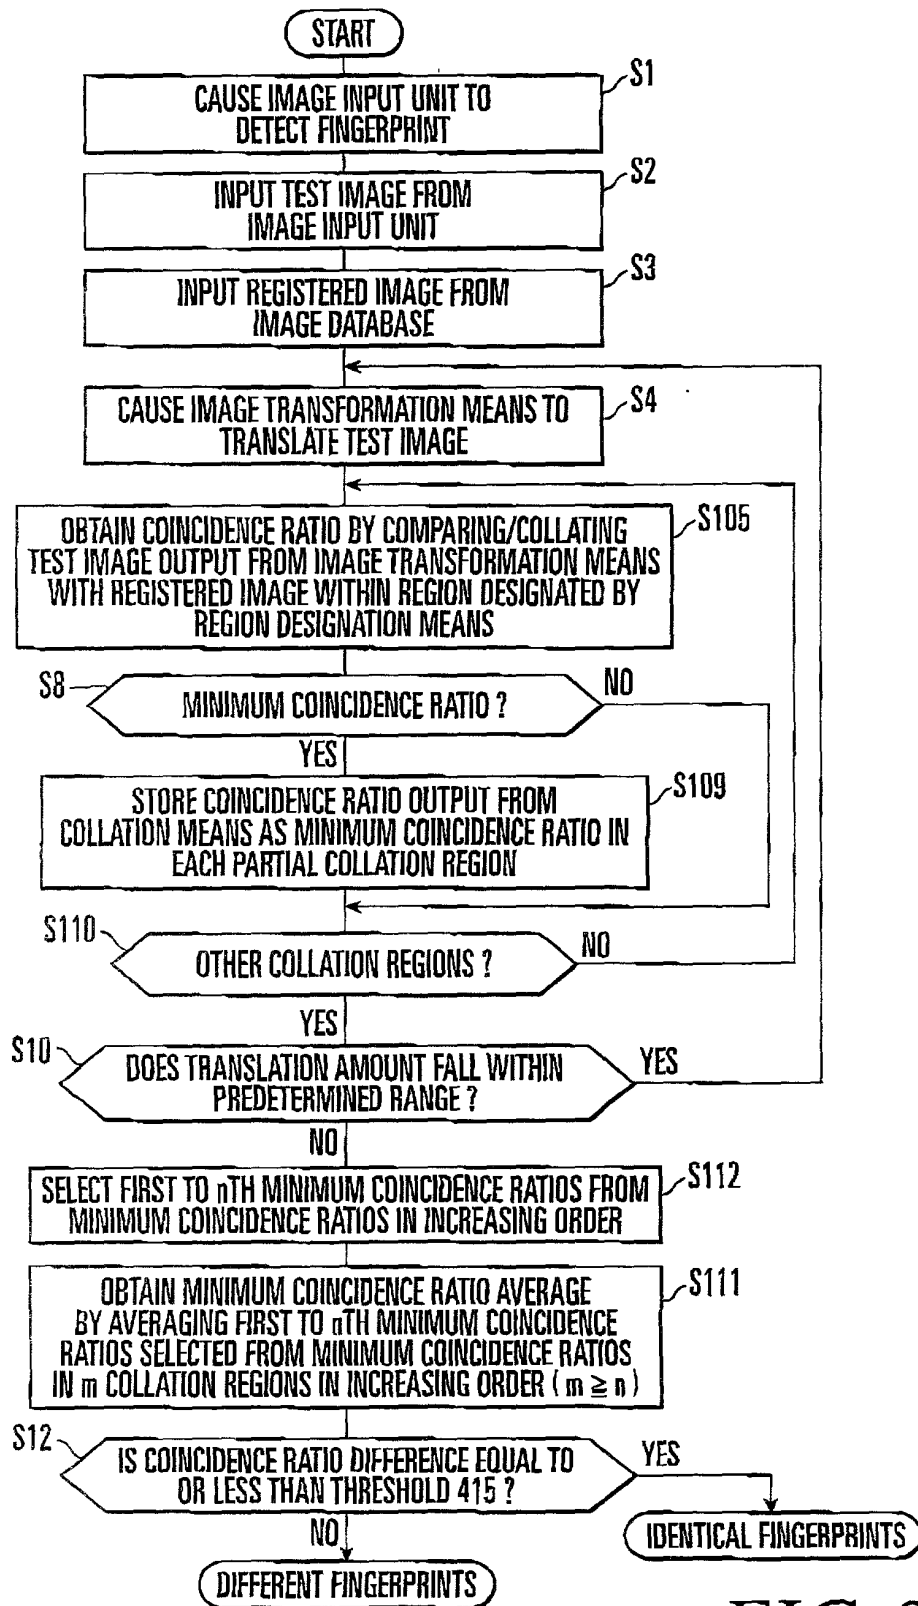 START
S1
CAUSE IMAGE INPUT UNIT TO
DETECT FINGERPRINT
S2
INPUT TEST IMAGE FROM
IMAGE INPUT UNIT
S3
INPUT REGISTERED IMAGE FROM
IMAGE DATABASE
S4
CAUSE IMAGE TRANSFORMATION MEANS TO
TRANSLATE TEST IMAGE
S105
OBTAIN COINCIDENCE RATIO BY COMPARING/COLLATING
TEST IMAGE OUTPUT FROM IMAGE TRANSFORMATION MEANS
WITH REGISTERED IMAGE WITHIN REGION DESIGNATED BY
REGION DESIGNATION MEANS
S8
MINIMUM COINCIDENCE RATIO ?
NO
YES
S109
STORE COINCIDENCE RATIO OUTPUT FROM
COLLATION MEANS AS MINIMUM COINCIDENCE RATIO IN
EACH PARTIAL COLLATION REGION
S110
OTHER COLLATION REGIONS ?
NO
YES
S10
DOES TRANSLATION AMOUNT FALL WITHIN
PREDETERMINED RANGE ?
YES
NO
S112
SELECT FIRST TO nTH MINIMUM COINCIDENCE RATIOS FROM
MINIMUM COINCIDENCE RATIOS IN INCREASING ORDER
S111
OBTAIN MINIMUM COINCIDENCE RATIO AVERAGE
BY AVERAGING FIRST TO nTH MINIMUM COINCIDENCE
RATIOS SELECTED FROM MINIMUM COINCIDENCE RATIOS
IN m COLLATION REGIONS IN INCREASING ORDER ( m ≧ n )
S12
IS COINCIDENCE RATIO DIFFERENCE EQUAL TO
OR LESS THAN THRESHOLD 415 ?
YES
NO
IDENTICAL FINGERPRINTS
DIFFERENT FINGERPRINTS